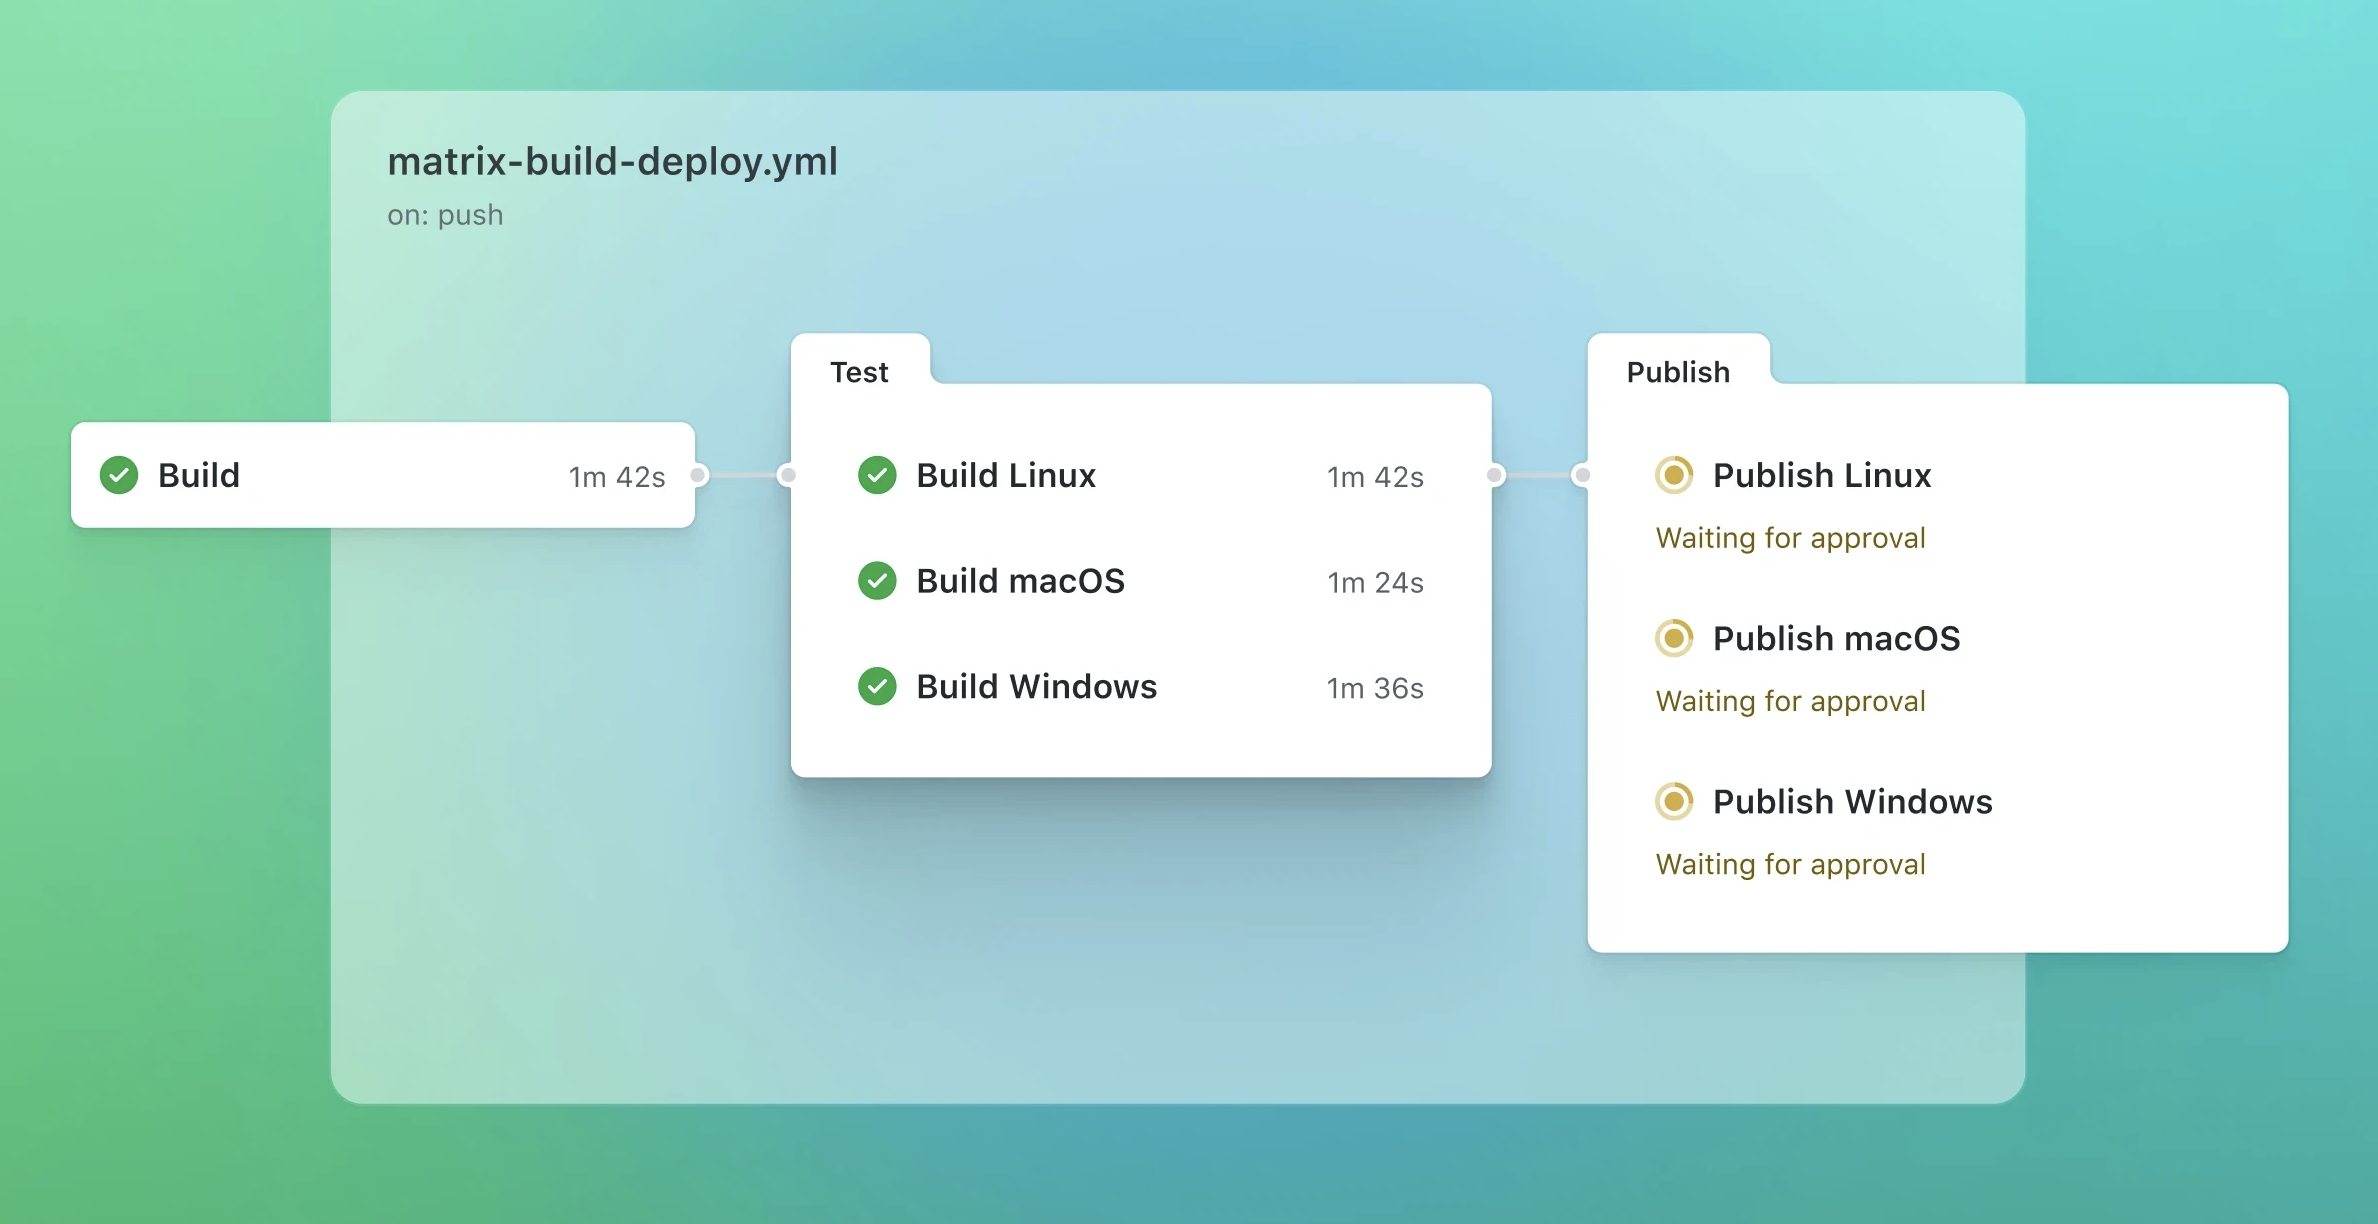 matrix-build-deploy.yml
on: push
Build 1m 42s
Test
Build Linux 1m 42s
Build macOS 1m 24s
Build Windows 1m 36s
Publish
Publish Linux
Waiting for approval
Publish macOS
Waiting for approval
Publish Windows
Waiting for approval